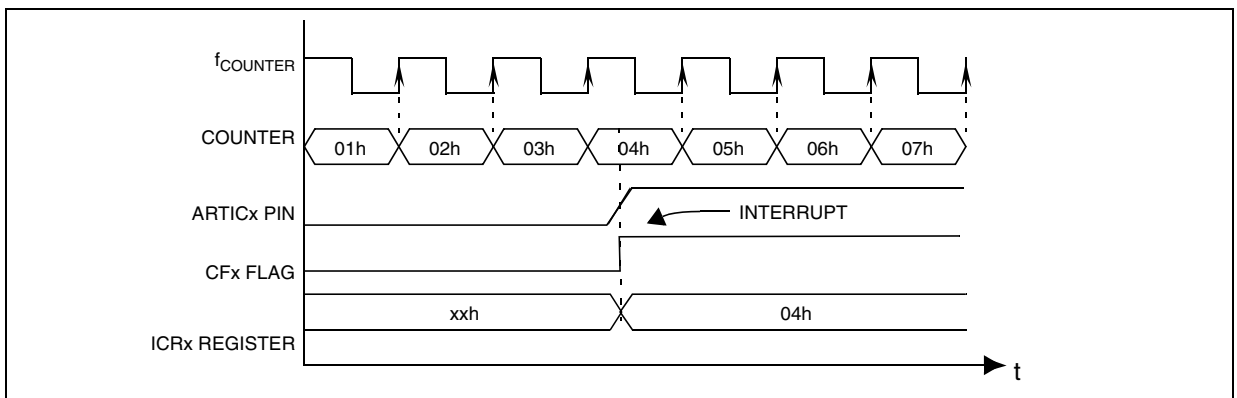 fCOUNTER
COUNTER 01h 02h 03h 04h 05h 06h 07h
ARTICx PIN INTERRUPT
CFx FLAG
xxh 04h
ICRx REGISTER
t